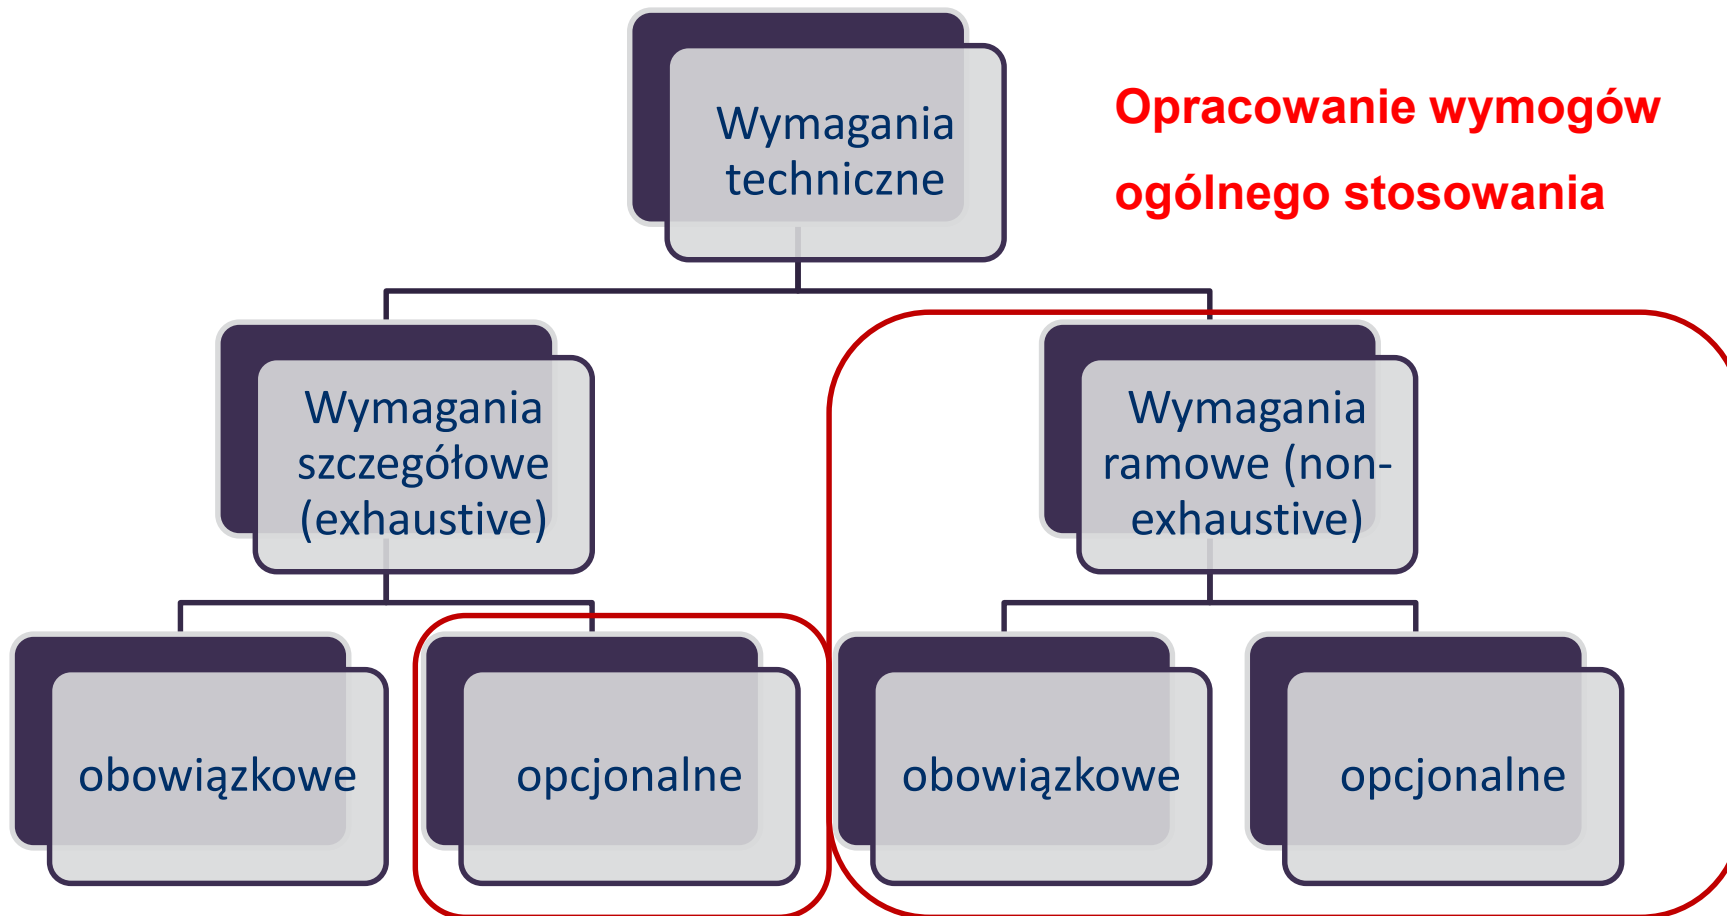 Wymagania
techniczne
Opracowanie wymogów
ogólnego stosowania
Wymagania
szczegółowe
(exhaustive)
Wymagania
ramowe (non-
exhaustive)
obowiązkowe
opcjonalne
obowiązkowe
opcjonalne